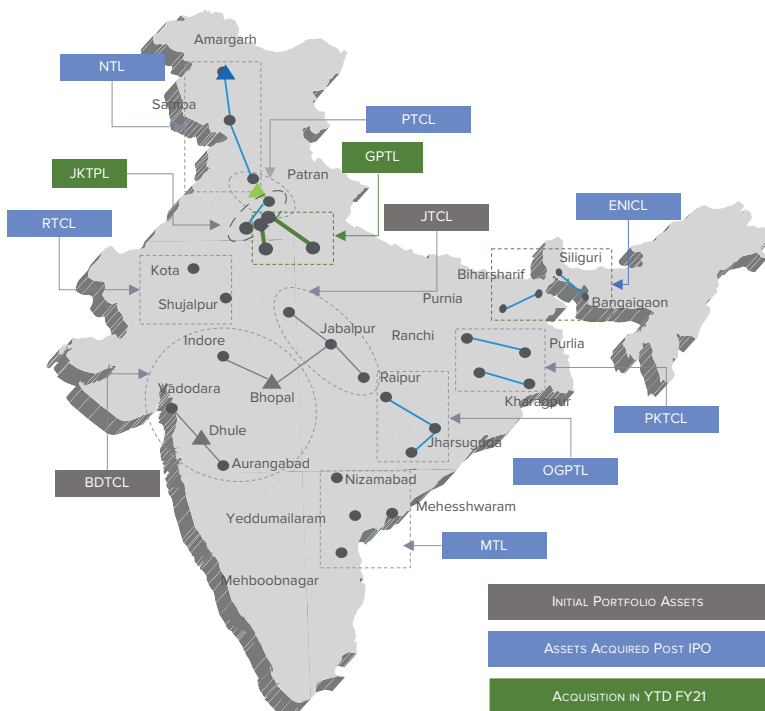 Amargarh
NTL
Samba
PTCL
GPTL
Patran
JKTPL
ENICL
RTCL
JTCL
Siliguri
Kota
Biharsharif
Purnia
Bangaigaon
Shujalpur
Jabalpur
Ranchi
Indore
Purlia
Raipur
Vadodara
Bhopal
Kharagpur
PKTCL
Dhule
Jharsuguda
Aurangabad
OGPTL
BDTCL
Nizamabad
Mehesshwaram
Yeddumailaram
MTL
Mehboobnagar
Initial Portfolio Assets
Assets Acquired Post IPO
Acquisition in YTD FY21